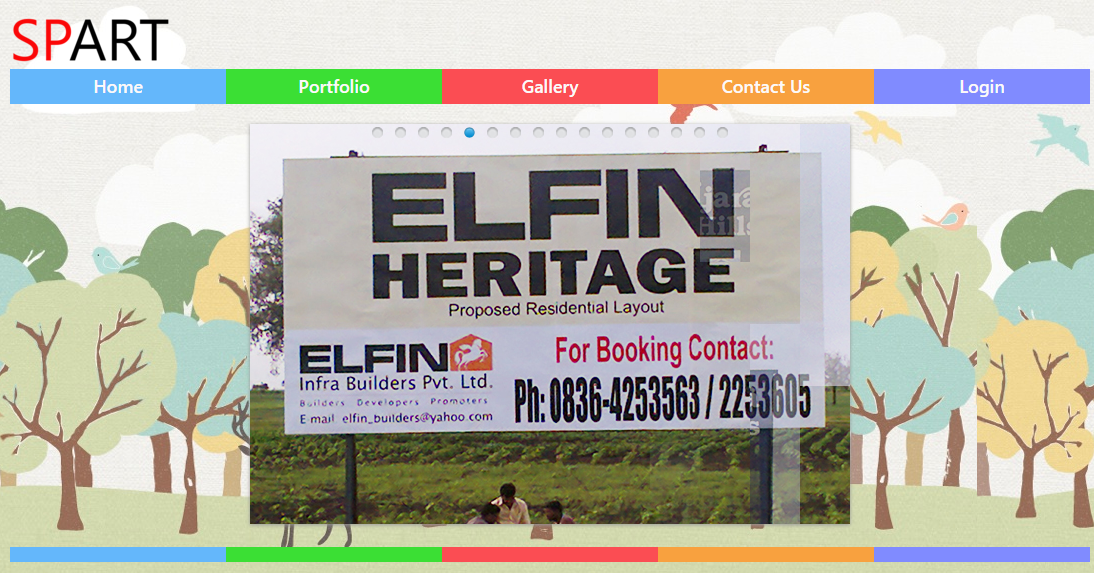 SPART
Home
Portfolio
Gallery
Contact Us
Login
ELFIN
HERITAGE
Proposed Residential Layout
ELFIN
Infra Builders Pvt. Ltd.
Builders Developers Promoters
E-mail elfin_builders@yahoo.com
For Booking Contact:
Ph: 0836-4253563 / 2253605
Hills